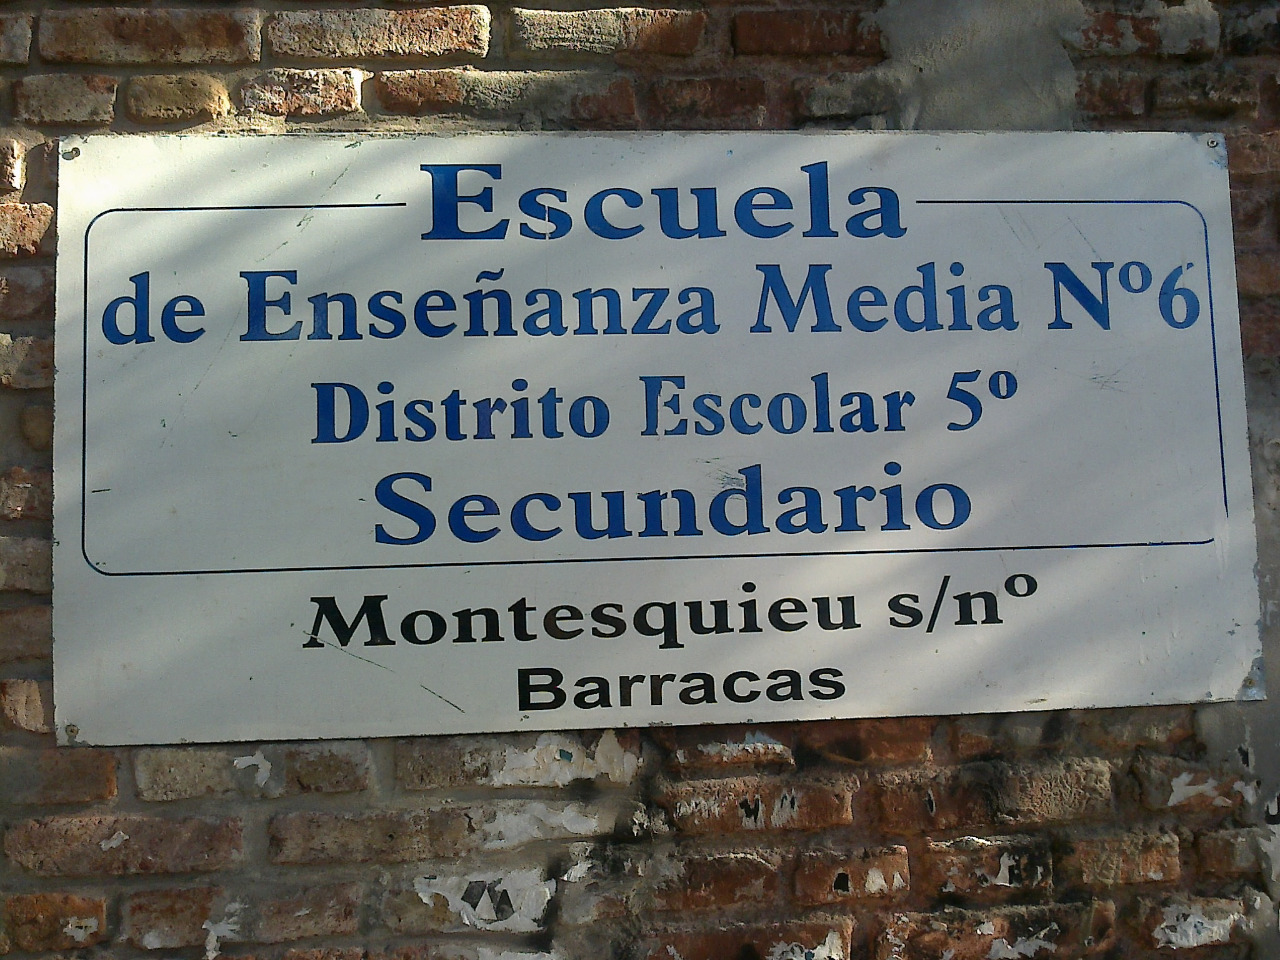 Escuela
de Enseñanza Media Nº6
Distrito Escolar 5º
Secundario
Montesquieu s/nº
Barracas